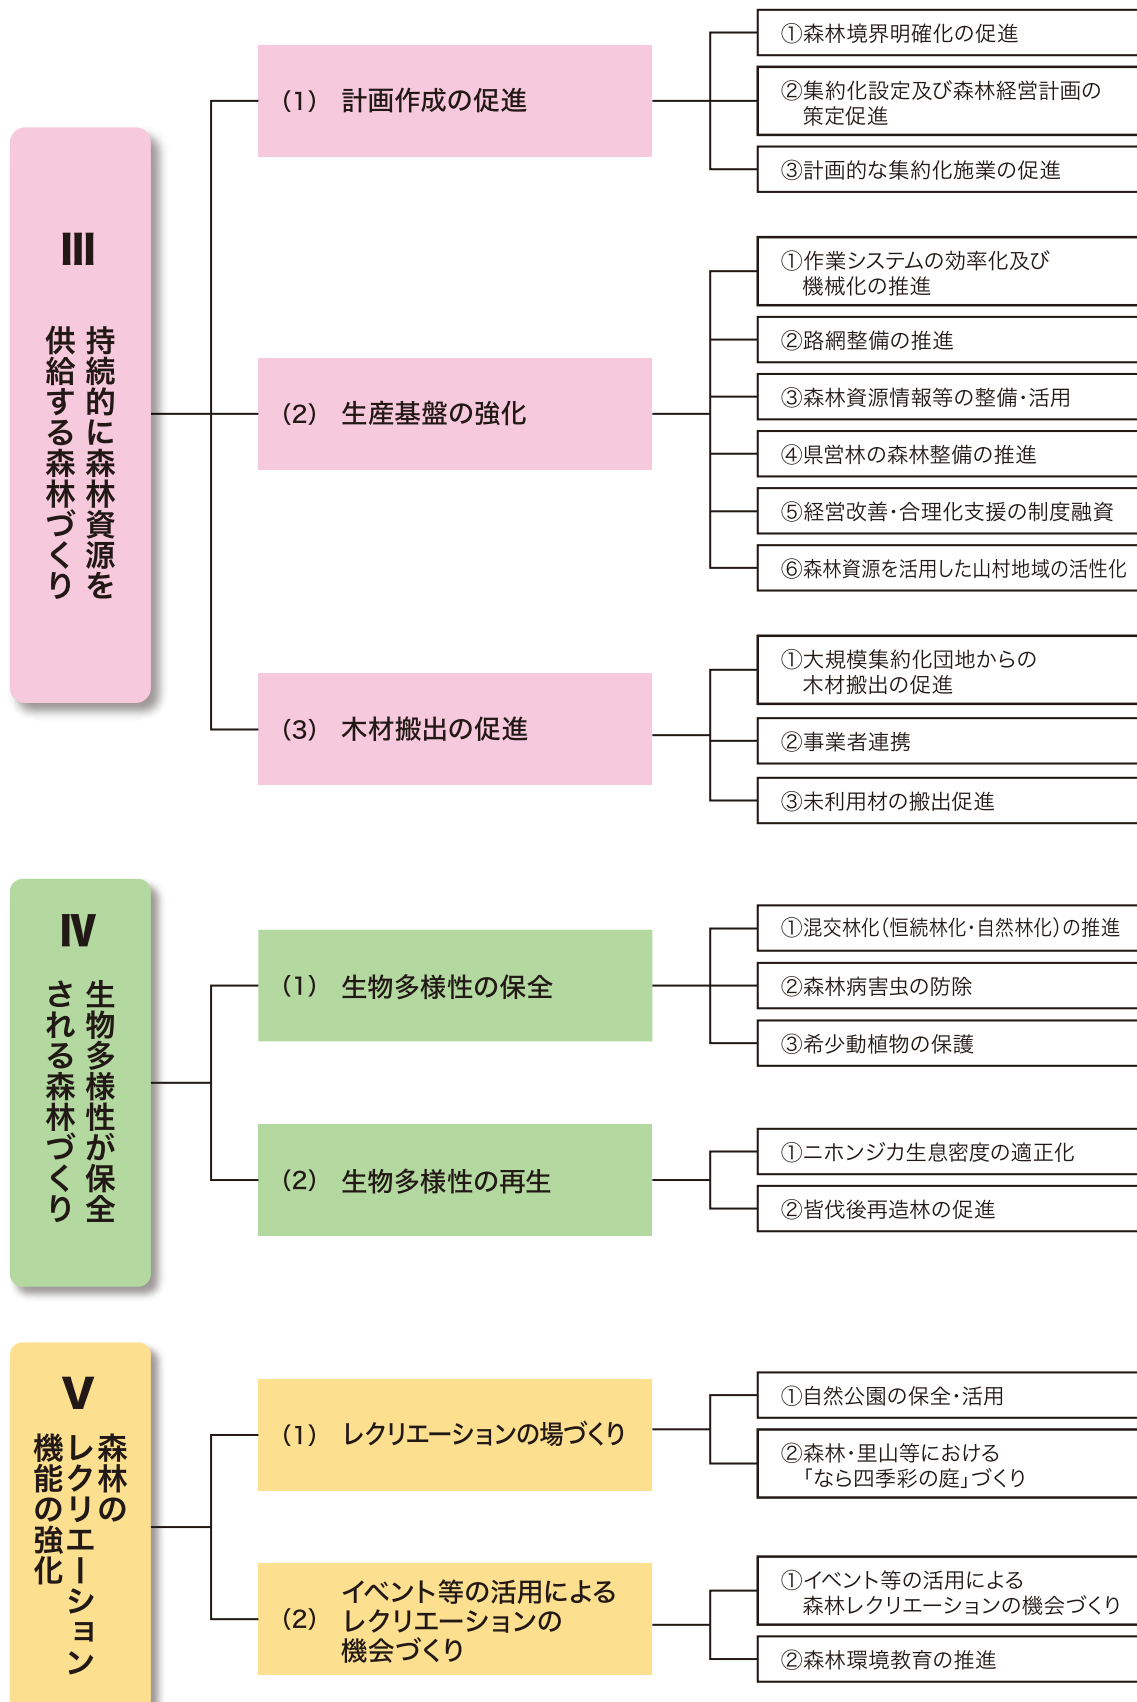 Ⅲ
持続的に森林資源を
供給する森林づくり
(1) 計画作成の促進
①森林境界明確化の促進
②集約化設定及び森林経営計画の
策定促進
③計画的な集約化施業の促進
(2) 生産基盤の強化
①作業システムの効率化及び
機械化の推進
②路網整備の推進
③森林資源情報等の整備・活用
④県営林の森林整備の推進
⑤経営改善・合理化支援の制度融資
⑥森林資源を活用した山村地域の活性化
(3) 木材搬出の促進
①大規模集約化団地からの
木材搬出の促進
②事業者連携
③未利用材の搬出促進
Ⅳ
生物多様性が保全
される森林づくり
(1) 生物多様性の保全
①混交林化(恒続林化・自然林化)の推進
②森林病害虫の防除
③希少動植物の保護
(2) 生物多様性の再生
①ニホンジカ生息密度の適正化
②皆伐後再造林の促進
Ⅴ
森林の
レクリエーション
機能の強化
(1) レクリエーションの場づくり
①自然公園の保全・活用
②森林・里山等における
「なら四季彩の庭」づくり
(2) イベント等の活用による
レクリエーションの
機会づくり
①イベント等の活用による
森林レクリエーションの機会づくり
②森林環境教育の推進